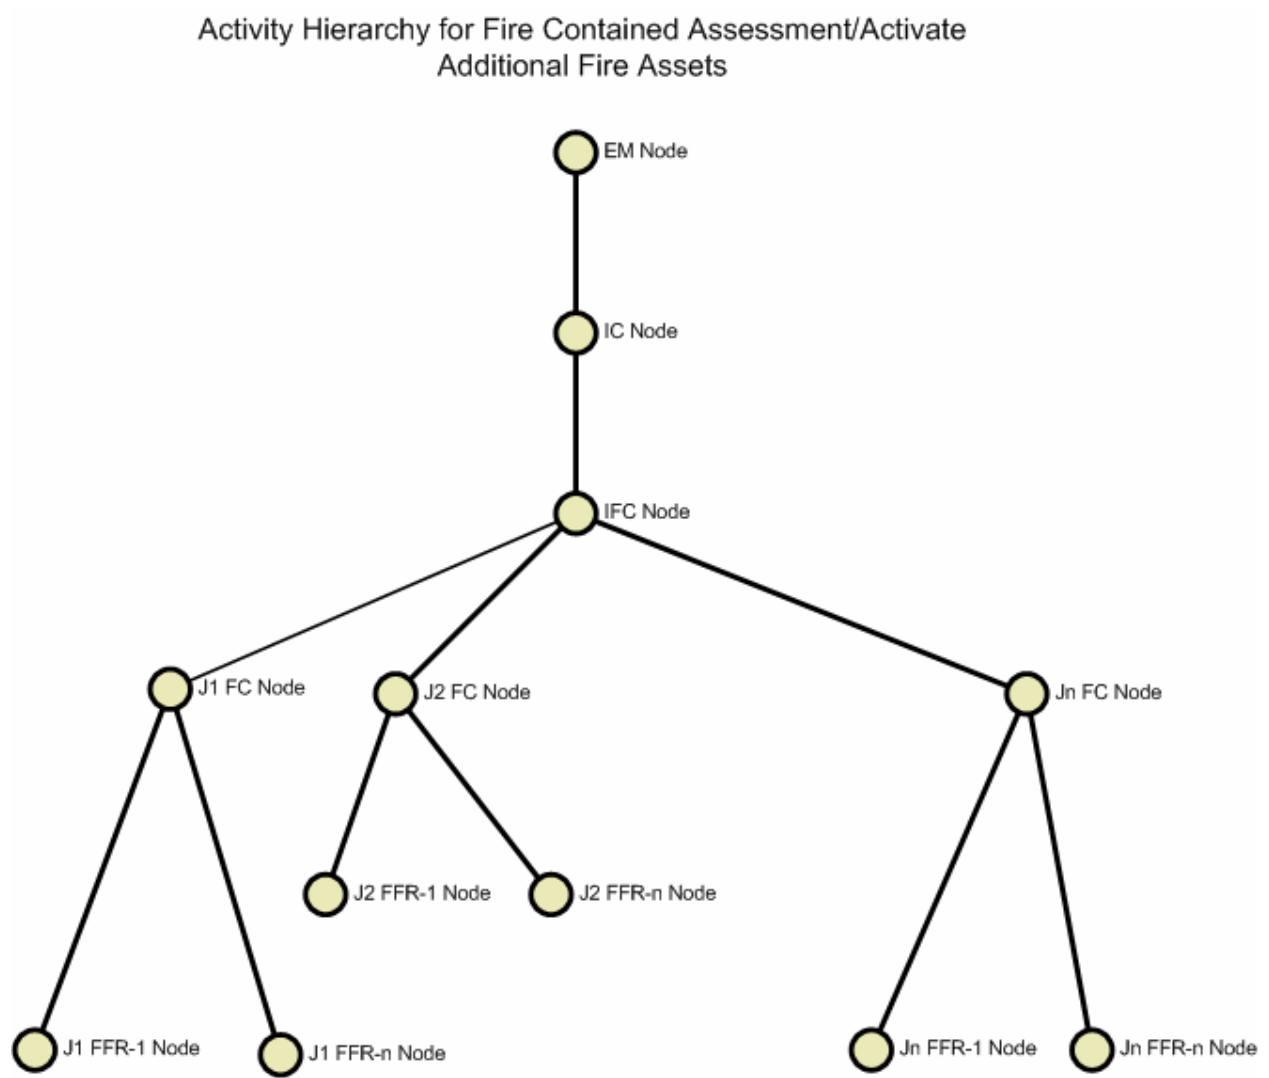 Activity Hierarchy for Fire Contained Assessment/Activate
Additional Fire Assets
EM Node
IC Node
IFC Node
J1 FC Node
J2 FC Node
Jn FC Node
J2 FFR-1 Node
J2 FFR-n Node
J1 FFR-1 Node
J1 FFR-n Node
Jn FFR-1 Node
Jn FFR-n Node